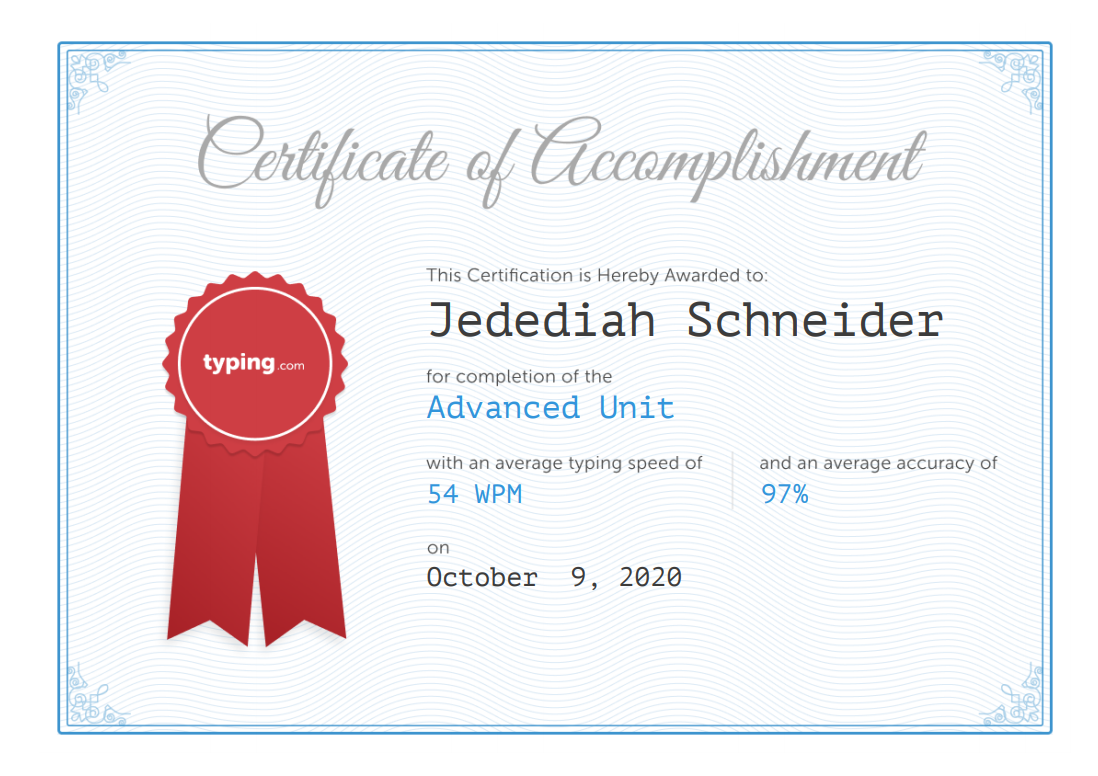 Certificate of Accomplishment
typing.com
This Certification is Hereby Awarded to:
Jedediah Schneider
for completion of the
Advanced Unit
with an average typing speed of
54 WPM
and an average accuracy of
97%
on
October 9, 2020